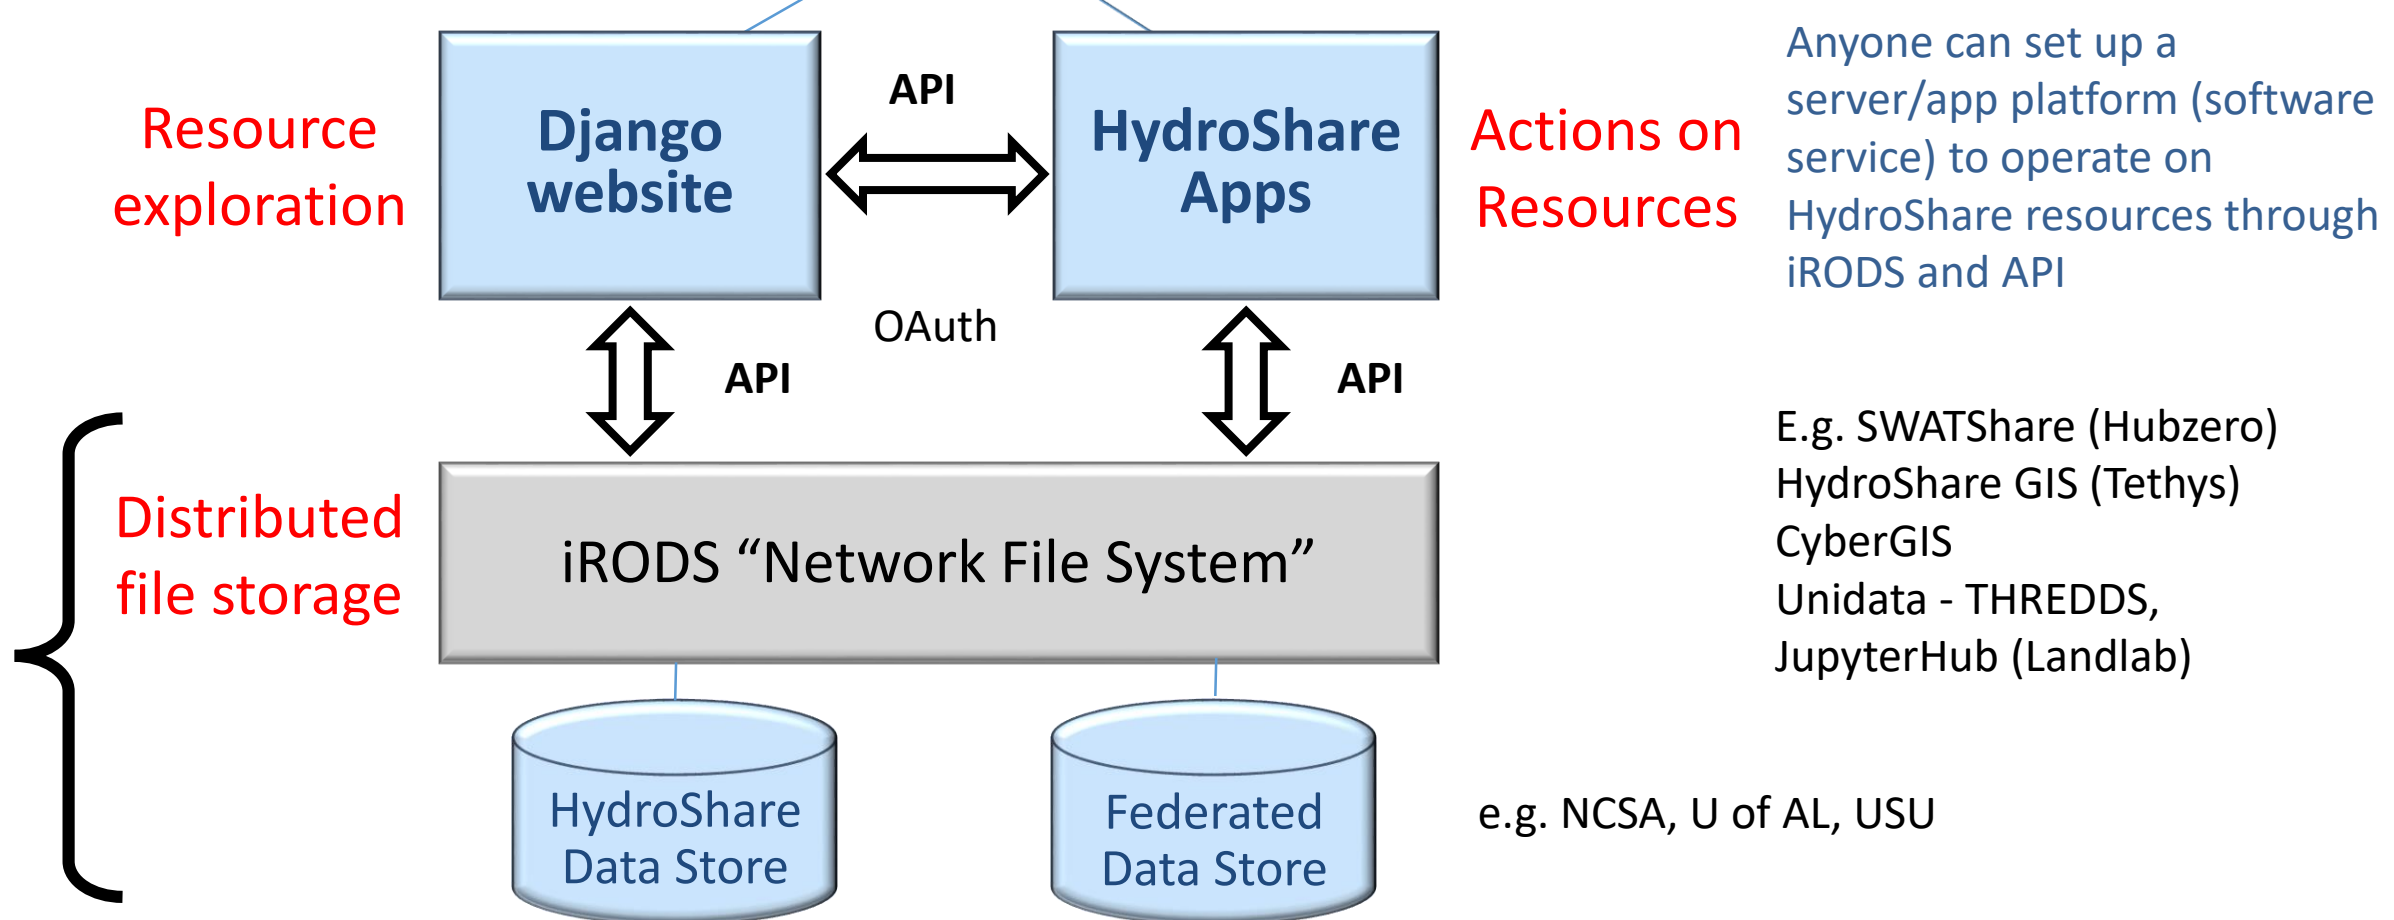 Resource
exploration
Django
website
API
HydroShare
Apps
Actions on
Resources
Anyone can set up a
server/app platform (software
service) to operate on
HydroShare resources through
iRODS and API
OAuth
API
API
Distributed
file storage
iRODS “Network File System”
E.g. SWATShare (Hubzero)
HydroShare GIS (Tethys)
CyberGIS
Unidata - THREDDS,
JupyterHub (Landlab)
HydroShare
Data Store
Federated
Data Store
e.g. NCSA, U of AL, USU